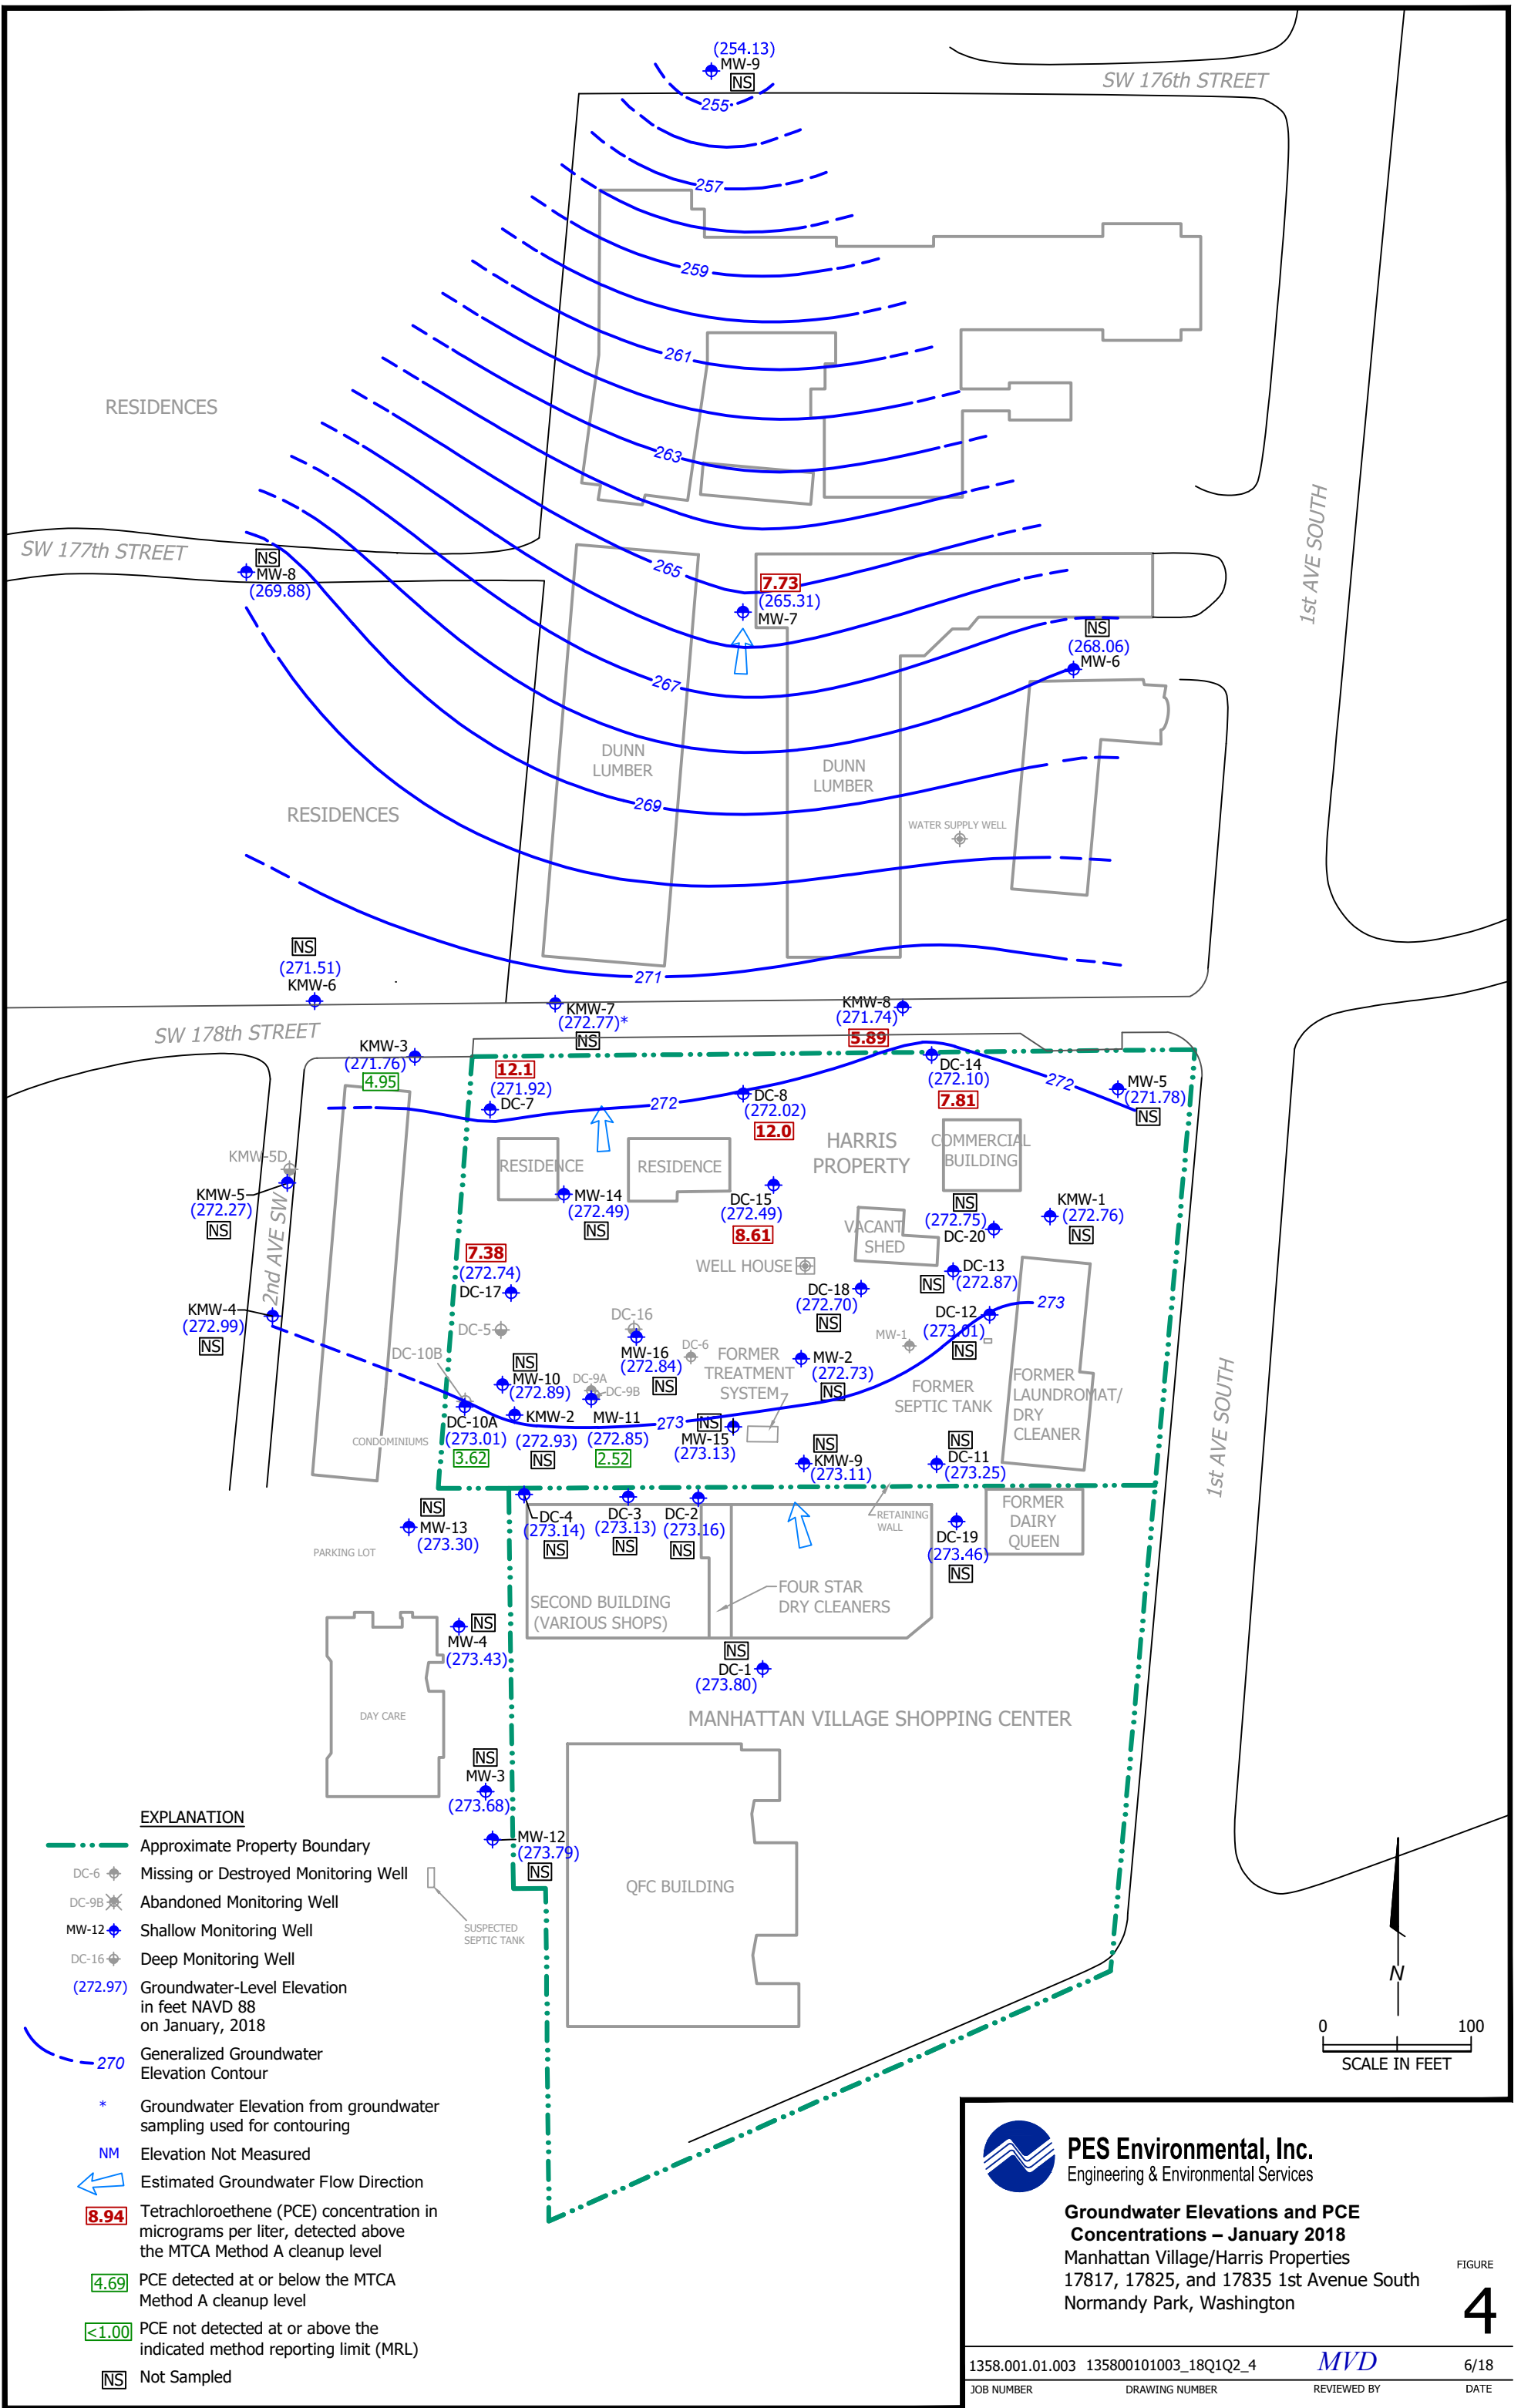 (254.13)
MW-9
NS
SW 176th STREET
255
257
259
261
RESIDENCES
263
SW 177th STREET
NS
MW-8
(269.88)
265
7.73
(265.31)
MW-7
1st AVE SOUTH
NS
(268.06)
MW-6
267
DUNN
LUMBER
DUNN
LUMBER
269
RESIDENCES
WATER SUPPLY WELL
NS
(271.51)
KMW-6
271
KMW-7
(272.77)*
NS
KMW-8
(271.74)
5.89
SW 178th STREET
KMW-3
(271.76)
4.95
12.1
(271.92)
DC-7
272
DC-8
(272.02)
12.0
DC-14
(272.10)
7.81
272
MW-5
(271.78)
NS
HARRIS
PROPERTY
COMMERCIAL
BUILDING
RESIDENCE
RESIDENCE
KMW-5D
KMW-5
(272.27)
NS
2nd AVE SW
MW-14
(272.49)
NS
DC-15
(272.49)
8.61
VACANT
SHED
NS
(272.75)
DC-20
KMW-1
(272.76)
NS
7.38
(272.74)
DC-17
WELL HOUSE
DC-18
(272.70)
NS
DC-13
NS
(272.87)
KMW-4
(272.99)
NS
DC-5
DC-16
MW-16
(272.84)
NS
DC-6
FORMER
TREATMENT
SYSTEM
MW-2
(272.73)
NS
MW-1
DC-12
(273.01)
NS
273
DC-10B
NS
MW-10
(272.89)
DC-9A
DC-9B
FORMER
SEPTIC TANK
FORMER
LAUNDROMAT/
DRY
CLEANER
1st AVE SOUTH
DC-10A
(273.01)
3.62
KMW-2
(272.93)
NS
MW-11
(272.85)
2.52
273
NS
MW-15
(273.13)
CONDOMINIUMS
NS
KMW-9
(273.11)
NS
DC-11
(273.25)
NS
MW-13
(273.30)
PARKING LOT
DC-4
(273.14)
NS
DC-3
(273.13)
NS
DC-2
(273.16)
NS
RETAINING
WALL
DC-19
(273.46)
NS
FORMER
DAIRY
QUEEN
SECOND BUILDING
(VARIOUS SHOPS)
FOUR STAR
DRY CLEANERS
NS
MW-4
(273.43)
NS
DC-1
(273.80)
DAY CARE
MANHATTAN VILLAGE SHOPPING CENTER
NS
MW-3
(273.68)
MW-12
(273.79)
NS
QFC BUILDING
SUSPECTED
SEPTIC TANK
EXPLANATION
Approximate Property Boundary
DC-6 Missing or Destroyed Monitoring Well
DC-9B Abandoned Monitoring Well
MW-12 Shallow Monitoring Well
DC-16 Deep Monitoring Well
(272.97) Groundwater-Level Elevation
in feet NAVD 88
on January, 2018
270 Generalized Groundwater
Elevation Contour
* Groundwater Elevation from groundwater
sampling used for contouring
NM Elevation Not Measured
Estimated Groundwater Flow Direction
8.94 Tetrachloroethene (PCE) concentration in
micrograms per liter, detected above
the MTCA Method A cleanup level
4.69 PCE detected at or below the MTCA
Method A cleanup level
<1.00 PCE not detected at or above the
indicated method reporting limit (MRL)
NS Not Sampled
N
0 100
SCALE IN FEET
PES Environmental, Inc.
Engineering & Environmental Services
Groundwater Elevations and PCE
Concentrations – January 2018
Manhattan Village/Harris Properties
17817, 17825, and 17835 1st Avenue South
Normandy Park, Washington
FIGURE
4
1358.001.01.003 135800101003_18Q1Q2_4 MVD 6/18
JOB NUMBER DRAWING NUMBER REVIEWED BY DATE